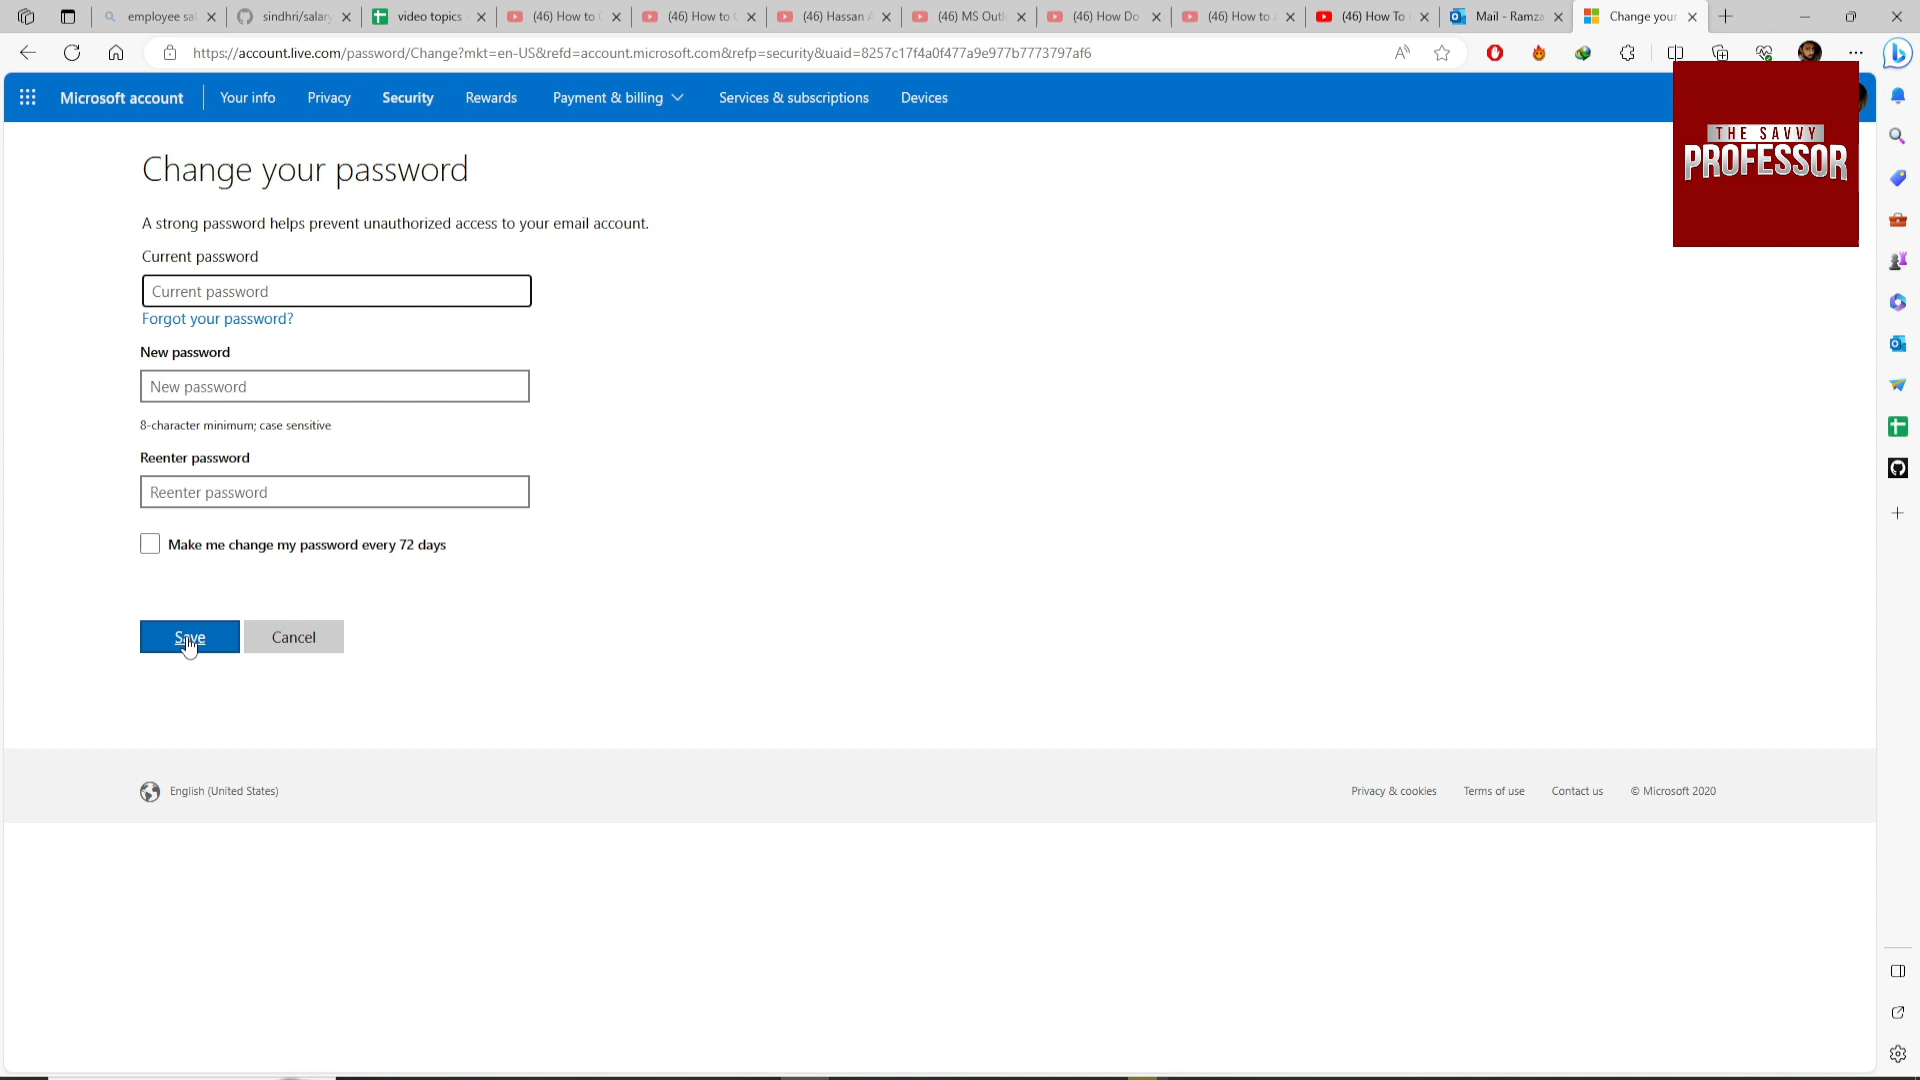 employee sal
sindhri/salary
video topics
(46) How to C
(46) How to C
(46) Hassan A
(46) MS Outl
(46) How Do
(46) How to A
(46) How To C
Mail - Ramza
Change your
https://account.live.com/password/Change?mkt=en-US&refd=account.microsoft.com&refp=security&uaid=8257c17f4a0f477a9e977b7773797af6
Microsoft account
Your info
Privacy
Security
Rewards
Payment & billing
Services & subscriptions
Devices
THE SAVVY
PROFESSOR
Change your password
A strong password helps prevent unauthorized access to your email account.
Current password
Current password
Forgot your password?
New password
New password
8-character minimum; case sensitive
Reenter password
Reenter password
Make me change my password every 72 days
Save
Cancel
English (United States)
Privacy & cookies
Terms of use
Contact us
© Microsoft 2020